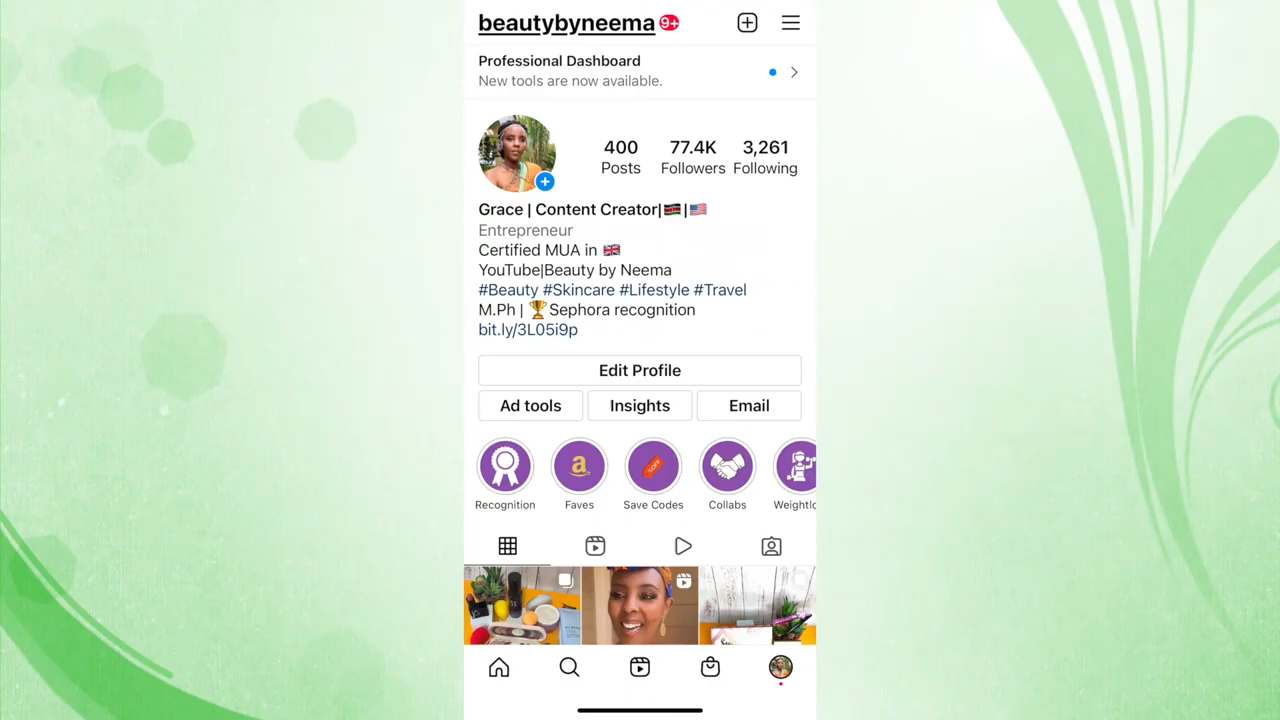 beautybyneema 9+
Professional Dashboard
New tools are now available.
400 77.4K 3,261
Posts Followers Following
Grace | Content Creator|🇰🇪|🇺🇸
Entrepreneur
Certified MUA in 🇬🇧
YouTube|Beauty by Neema
#Beauty #Skincare #Lifestyle #Travel
M.Ph | 🏆Sephora recognition
bit.ly/3L05i9p
Edit Profile
Ad tools Insights Email
Recognition Faves Save Codes Collabs Weightlo